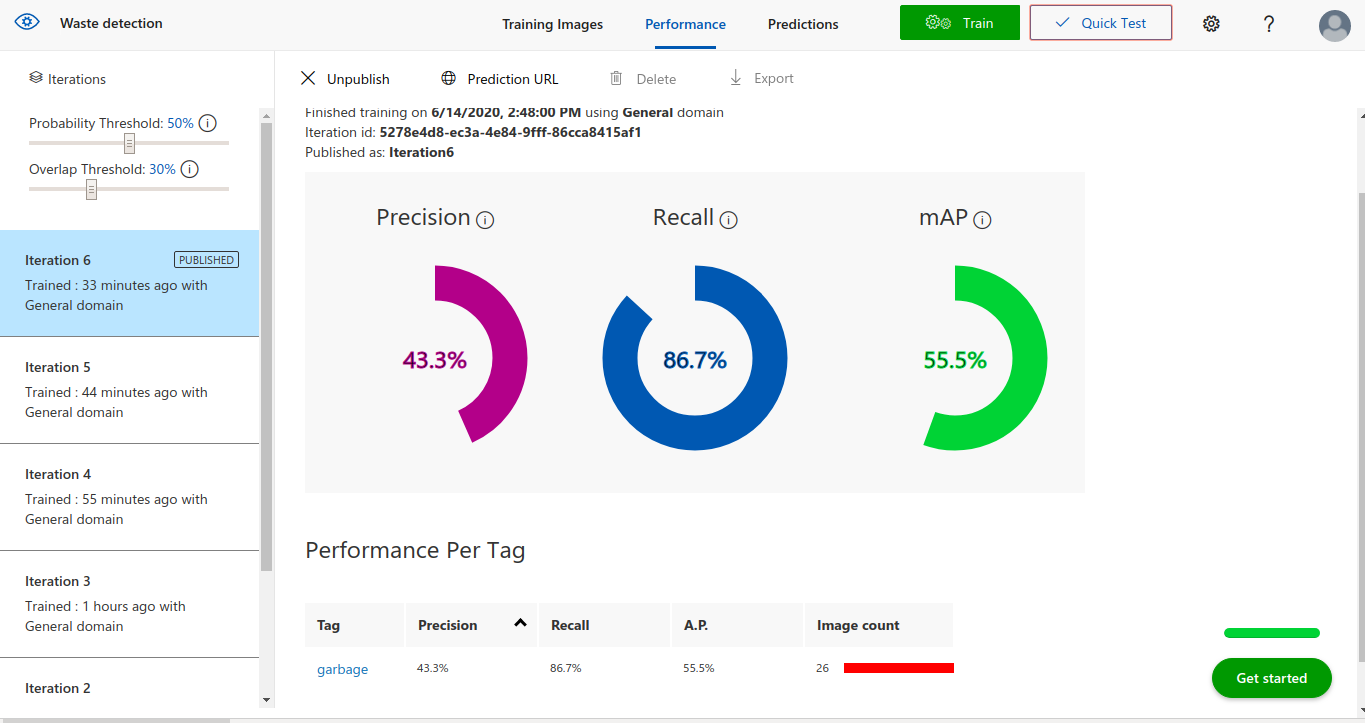 Waste detection
Training Images
Performance
Predictions
Train
Quick Test
?
Iterations
Unpublish
Prediction URL
Delete
Export
Probability Threshold: 50%
Overlap Threshold: 30%
Iteration 6
PUBLISHED
Trained : 33 minutes ago with
General domain
Iteration 5
Trained : 44 minutes ago with
General domain
Iteration 4
Trained : 55 minutes ago with
General domain
Iteration 3
Trained : 1 hours ago with
General domain
Iteration 2
Finished training on 6/14/2020, 2:48:00 PM using General domain
Iteration id: 5278e4d8-ec3a-4e84-9fff-86cca8415af1
Published as: Iteration6
Precision
Recall
mAP
43.3%
86.7%
55.5%
Performance Per Tag
Tag
Precision
Recall
A.P.
Image count
garbage
43.3%
86.7%
55.5%
26
Get started